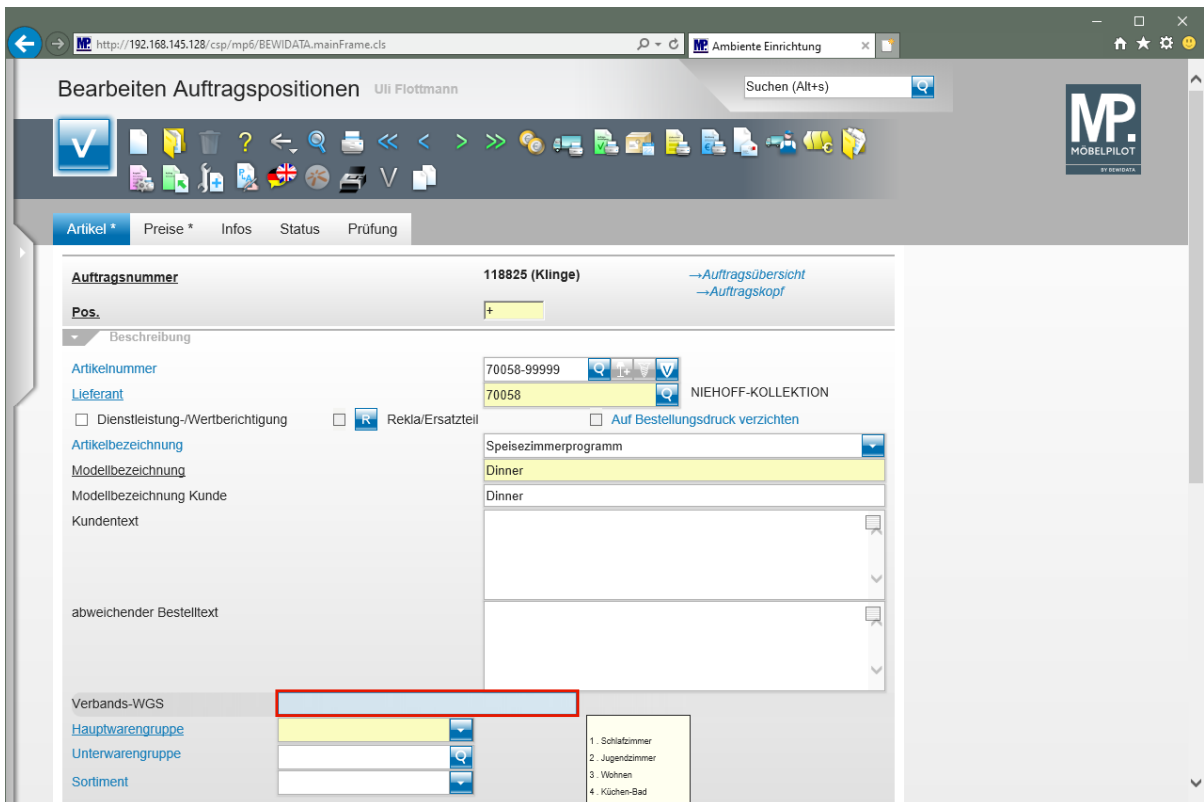 http://192.168.145.128/csp/mp6/BEWIDATA.mainFrame.cls
MP. Ambiente Einrichtung
Bearbeiten Auftragspositionen Uli Flottmann
Suchen (Alt+s)
MP.
MÖBELPILOT
BY BEWIDATA
Artikel * Preise * Infos Status Prüfung
Auftragsnummer 118825 (Klinge) →Auftragsübersicht
→Auftragskopf
Pos. +
Beschreibung
Artikelnummer 70058-99999
Lieferant 70058 NIEHOFF-KOLLEKTION
Dienstleistung-/Wertberichtigung R Rekla/Ersatzteil Auf Bestellungsdruck verzichten
Artikelbezeichnung Speisezimmerprogramm
Modellbezeichnung Dinner
Modellbezeichnung Kunde Dinner
Kundentext
abweichender Bestelltext
Verbands-WGS
Hauptwarengruppe
Unterwarengruppe
Sortiment
1 . Schlafzimmer
2 . Jugendzimmer
3 . Wohnen
4 . Küchen-Bad